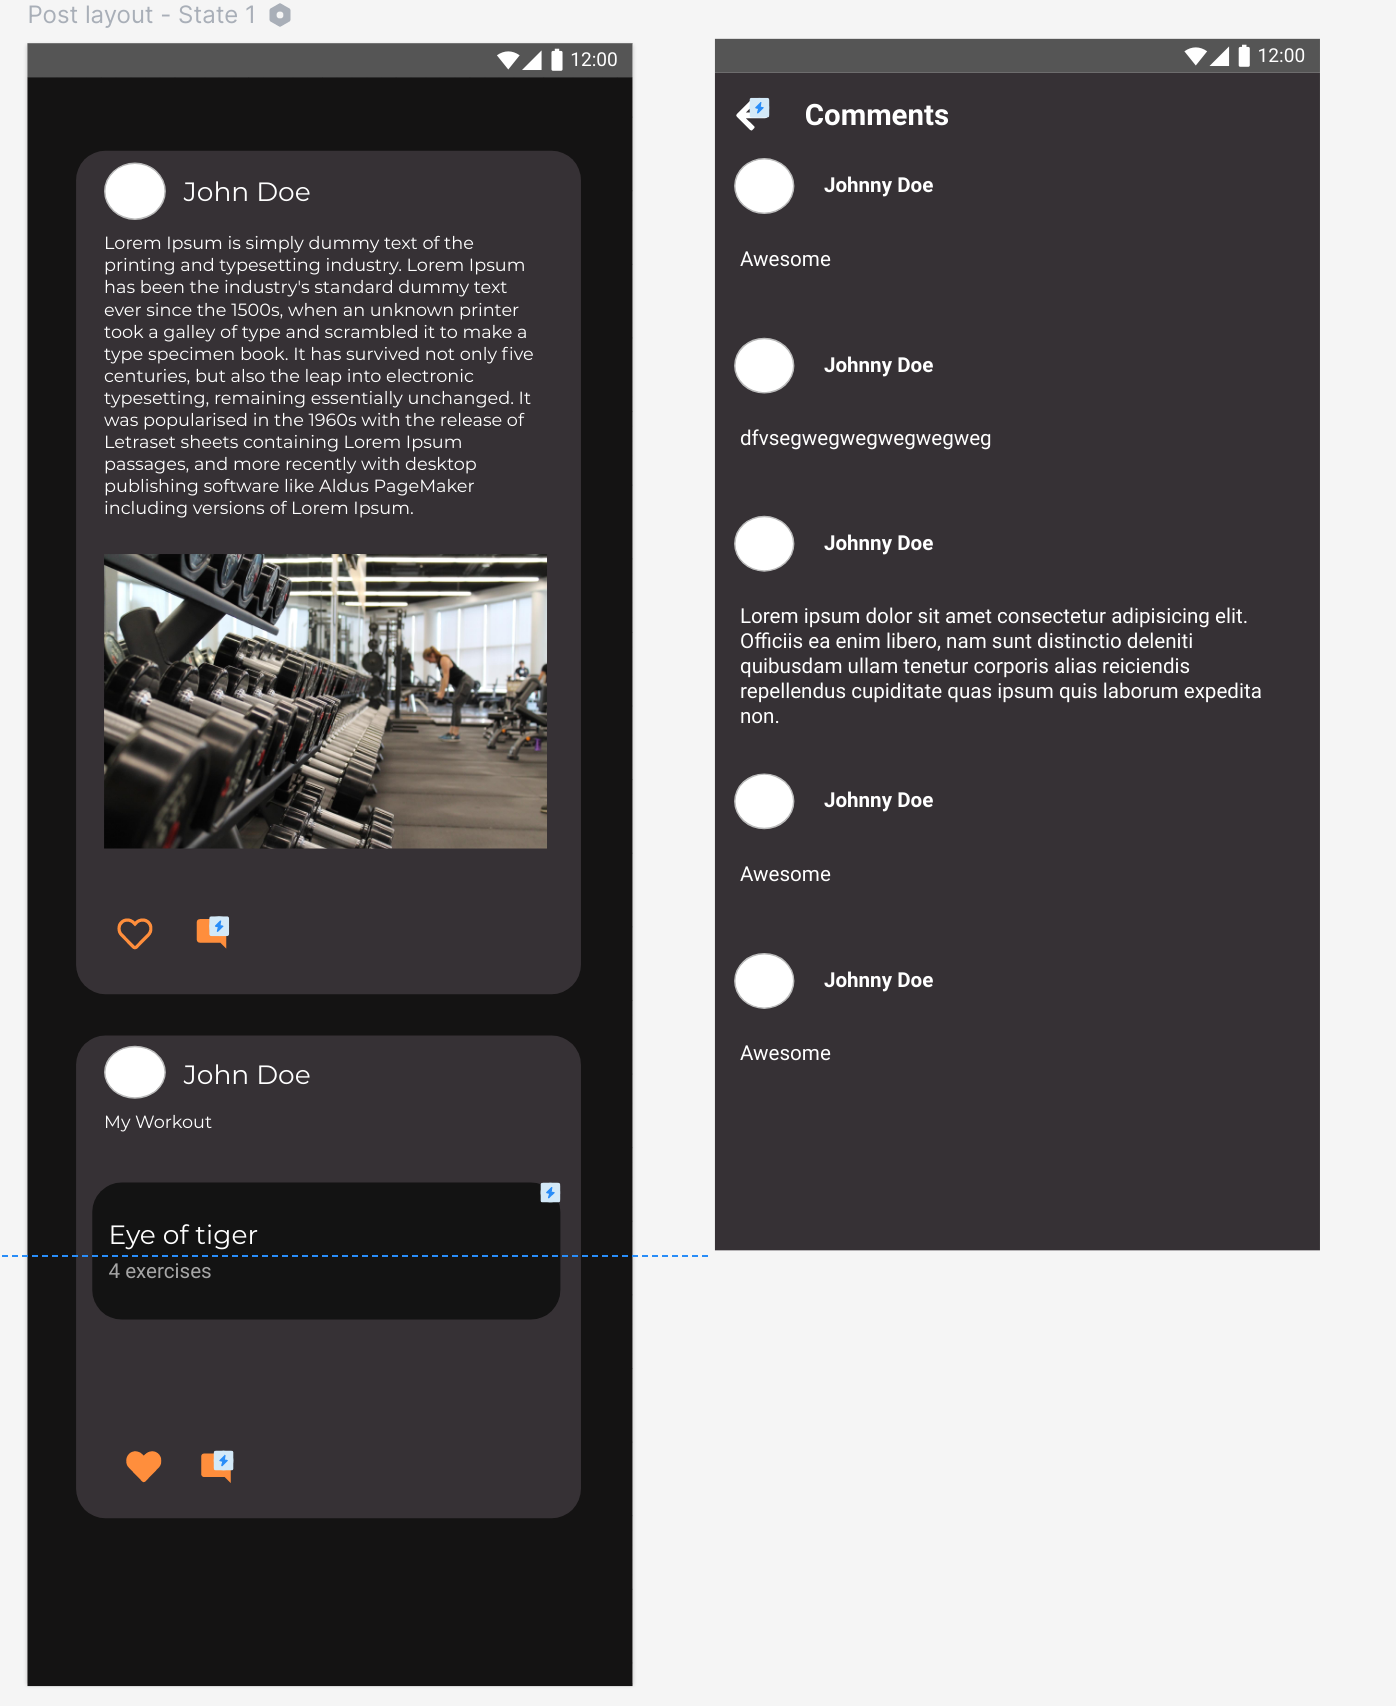 Post layout - State 1
12:00
John Doe
Lorem Ipsum is simply dummy text of the
printing and typesetting industry. Lorem Ipsum
has been the industry's standard dummy text
ever since the 1500s, when an unknown printer
took a galley of type and scrambled it to make a
type specimen book. It has survived not only five
centuries, but also the leap into electronic
typesetting, remaining essentially unchanged. It
was popularised in the 1960s with the release of
Letraset sheets containing Lorem Ipsum
passages, and more recently with desktop
publishing software like Aldus PageMaker
including versions of Lorem Ipsum.
John Doe
My Workout
Eye of tiger
4 exercises
12:00
Comments
Johnny Doe
Awesome
Johnny Doe
dfvsegwegwegwegwegweg
Johnny Doe
Lorem ipsum dolor sit amet consectetur adipisicing elit.
Officiis ea enim libero, nam sunt distinctio deleniti
quibusdam ullam tenetur corporis alias reiciendis
repellendus cupiditate quas ipsum quis laborum expedita
non.
Johnny Doe
Awesome
Johnny Doe
Awesome